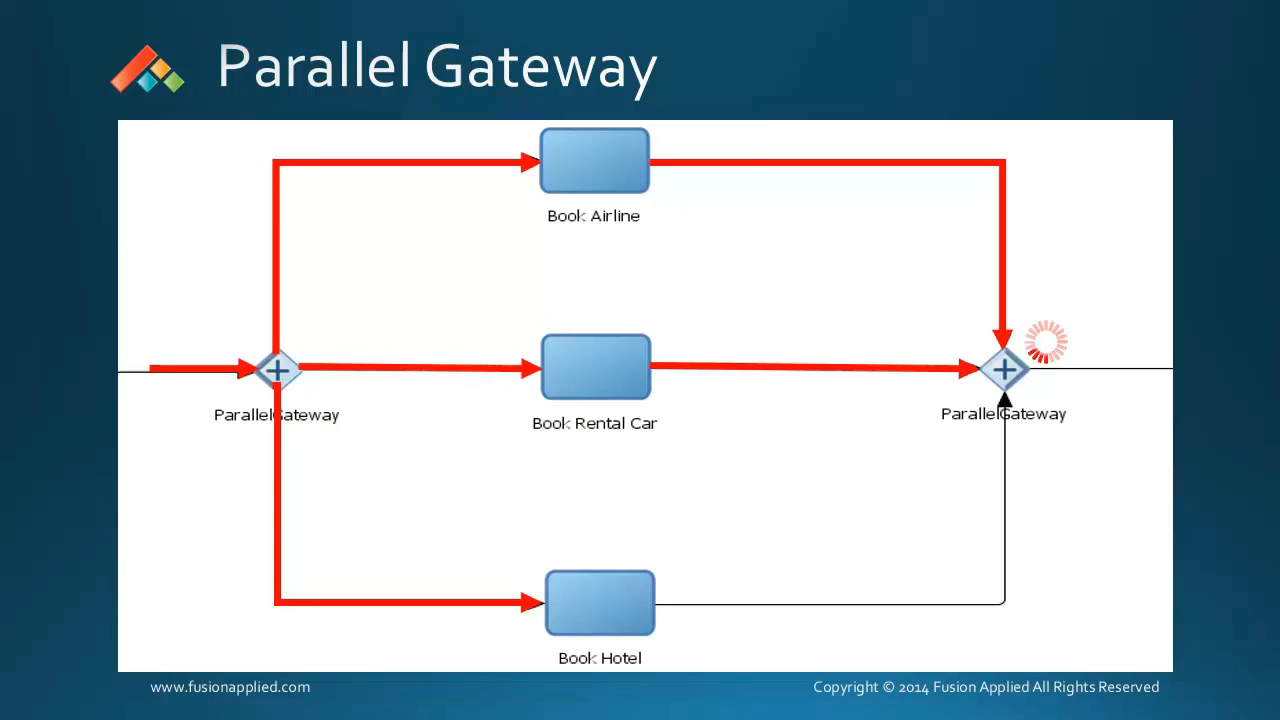 Parallel Gateway
Book Airline
ParallelGateway
Book Rental Car
ParallelGateway
Book Hotel
www.fusionapplied.com
Copyright © 2014 Fusion Applied All Rights Reserved